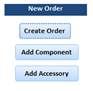 New Order
Create Order
Add Component
Add Accessory